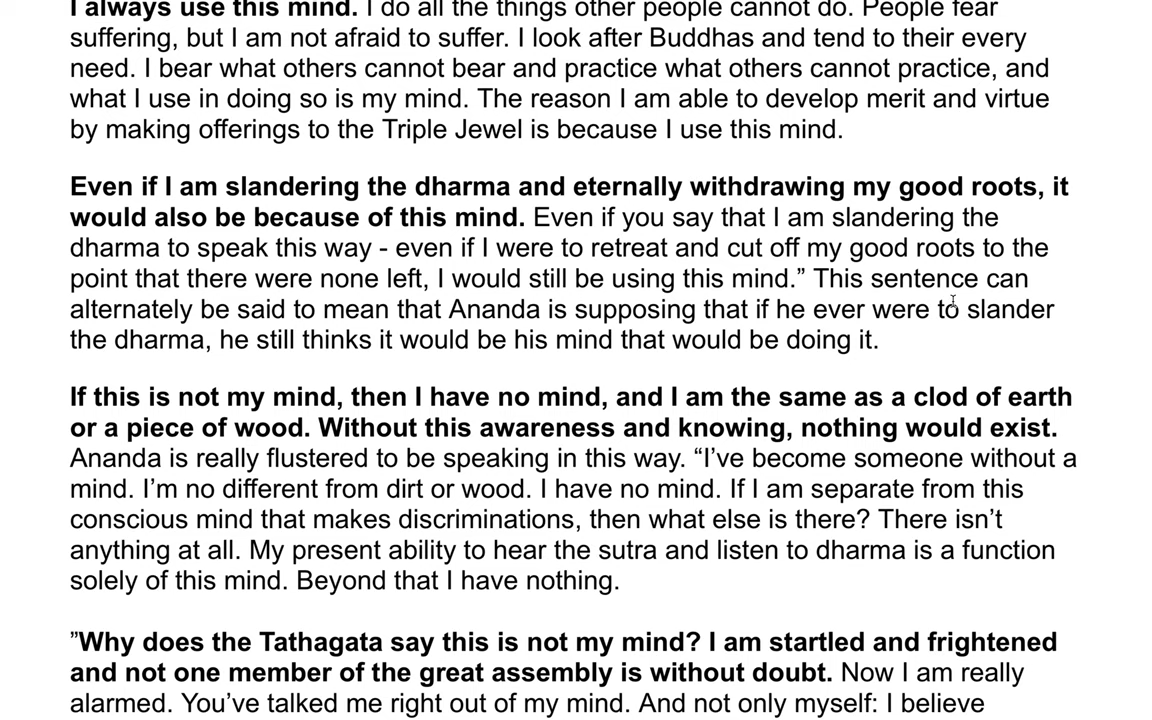 I always use this mind. I do all the things other people cannot do. People fear
suffering, but I am not afraid to suffer. I look after Buddhas and tend to their every
need. I bear what others cannot bear and practice what others cannot practice, and
what I use in doing so is my mind. The reason I am able to develop merit and virtue
by making offerings to the Triple Jewel is because I use this mind.
Even if I am slandering the dharma and eternally withdrawing my good roots, it
would also be because of this mind. Even if you say that I am slandering the
dharma to speak this way - even if I were to retreat and cut off my good roots to the
point that there were none left, I would still be using this mind.” This sentence can
alternately be said to mean that Ananda is supposing that if he ever were to slander
the dharma, he still thinks it would be his mind that would be doing it.
If this is not my mind, then I have no mind, and I am the same as a clod of earth
or a piece of wood. Without this awareness and knowing, nothing would exist.
Ananda is really flustered to be speaking in this way. “I’ve become someone without a
mind. I’m no different from dirt or wood. I have no mind. If I am separate from this
conscious mind that makes discriminations, then what else is there? There isn’t
anything at all. My present ability to hear the sutra and listen to dharma is a function
solely of this mind. Beyond that I have nothing.
”Why does the Tathagata say this is not my mind? I am startled and frightened
and not one member of the great assembly is without doubt. Now I am really
alarmed. You’ve talked me right out of my mind. And not only myself: I believe